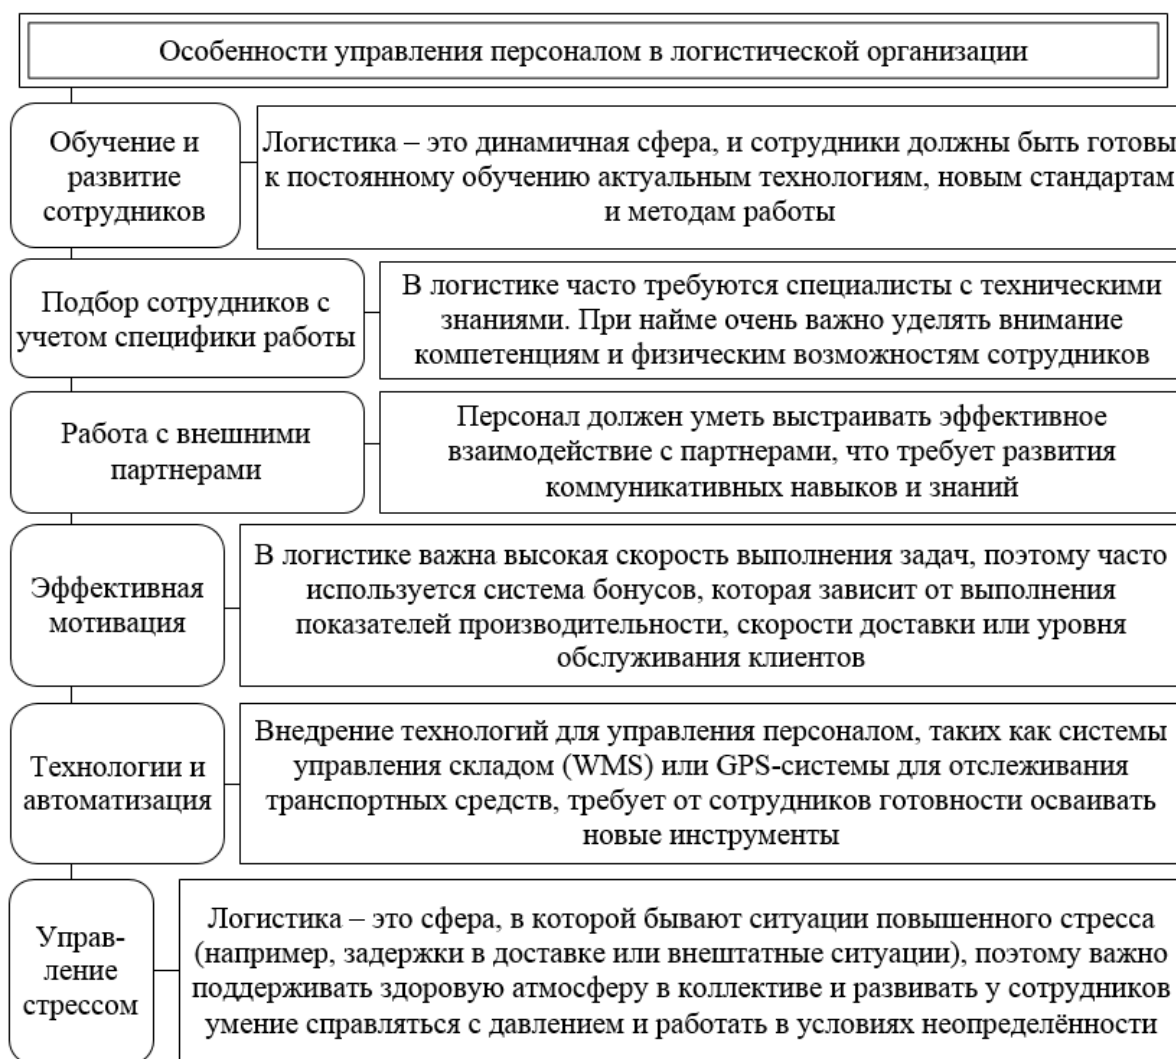 Особенности управления персоналом в логистической организации
Обучение и
развитие
сотрудников
Логистика – это динамичная сфера, и сотрудники должны быть готовы
к постоянному обучению актуальным технологиям, новым стандартам
и методам работы
Подбор сотрудников с
учетом специфики работы
В логистике часто требуются специалисты с техническими
знаниями. При найме очень важно уделять внимание
компетенциям и физическим возможностям сотрудников
Работа с внешними
партнерами
Персонал должен уметь выстраивать эффективное
взаимодействие с партнерами, что требует развития
коммуникативных навыков и знаний
Эффективная
мотивация
В логистике важна высокая скорость выполнения задач, поэтому часто
используется система бонусов, которая зависит от выполнения
показателей производительности, скорости доставки или уровня
обслуживания клиентов
Технологии и
автоматизация
Внедрение технологий для управления персоналом, таких как системы
управления складом (WMS) или GPS-системы для отслеживания
транспортных средств, требует от сотрудников готовности осваивать
новые инструменты
Управ-
ление
стрессом
Логистика – это сфера, в которой бывают ситуации повышенного стресса
(например, задержки в доставке или внештатные ситуации), поэтому важно
поддерживать здоровую атмосферу в коллективе и развивать у сотрудников
умение справляться с давлением и работать в условиях неопределённости